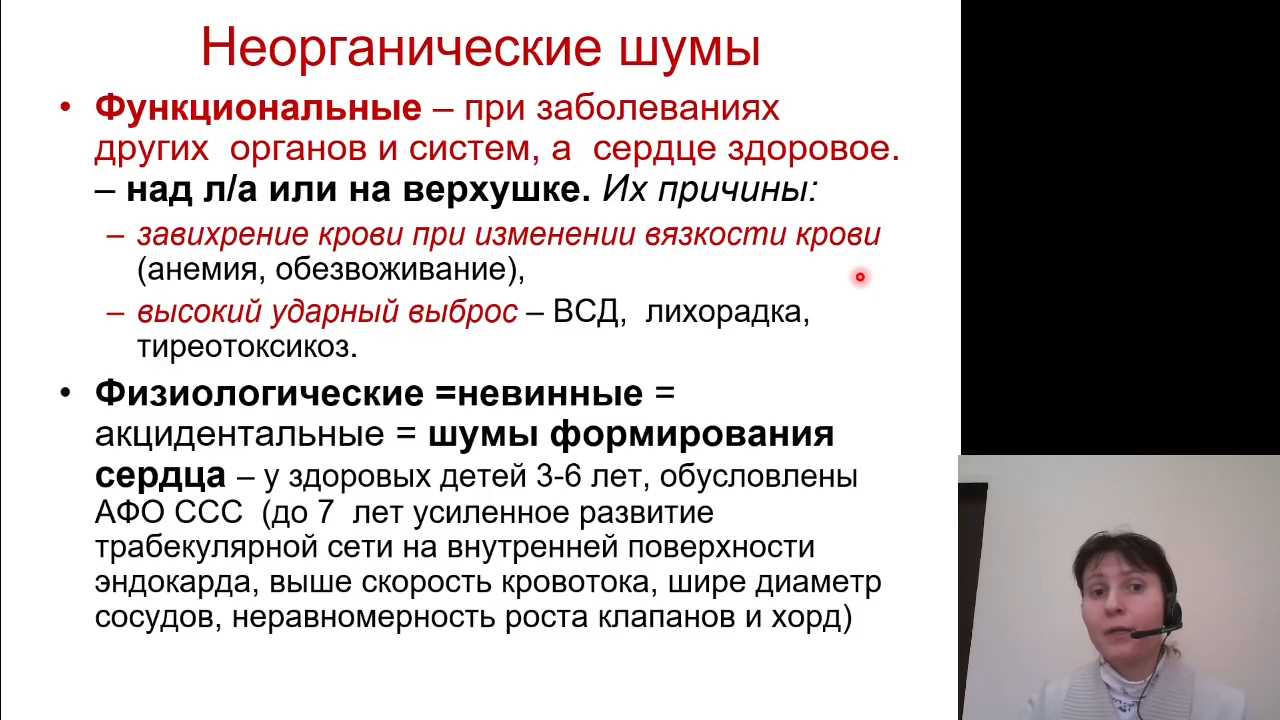 Неорганические шумы
• Функциональные – при заболеваниях
других органов и систем, а сердце здоровое.
– над л/а или на верхушке. Их причины:
– завихрение крови при изменении вязкости крови
(анемия, обезвоживание),
– высокий ударный выброс – ВСД, лихорадка,
тиреотоксикоз.
• Физиологические =невинные =
акцидентальные = шумы формирования
сердца – у здоровых детей 3-6 лет, обусловлены
АФО ССС (до 7 лет усиленное развитие
трабекулярной сети на внутренней поверхности
эндокарда, выше скорость кровотока, шире диаметр
сосудов, неравномерность роста клапанов и хорд)